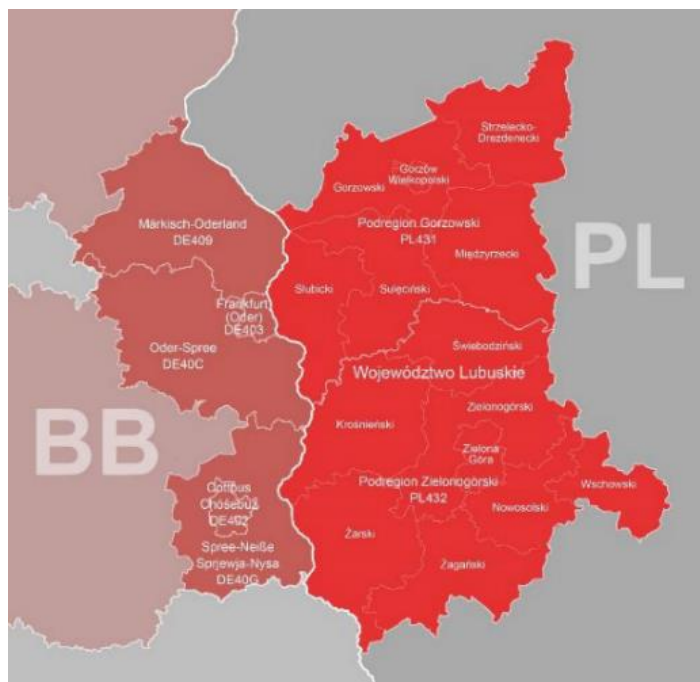 Strzelecko-
Drezdenecki
Gorzów
Wielkopolski
Gorzowski
Märkisch-Oderland
DE409
Podregion Gorzowski
PL431
Międzyrzecki
PL
Słubicki
Sulęciński
Frankfurt
(Oder)
DE403
Oder-Spree
DE40C
Świebodziński
Województwo Lubuskie
Zielonogórski
Krośnieński
BB
Zielona
Góra
Wschowski
Podregion Zielonogórski
PL432
Cottbus
Chóśebuz
DE402
Nowosolski
Żarski
Spree-Neiße
Sprjewja-Nysa
DE40G
Żagański